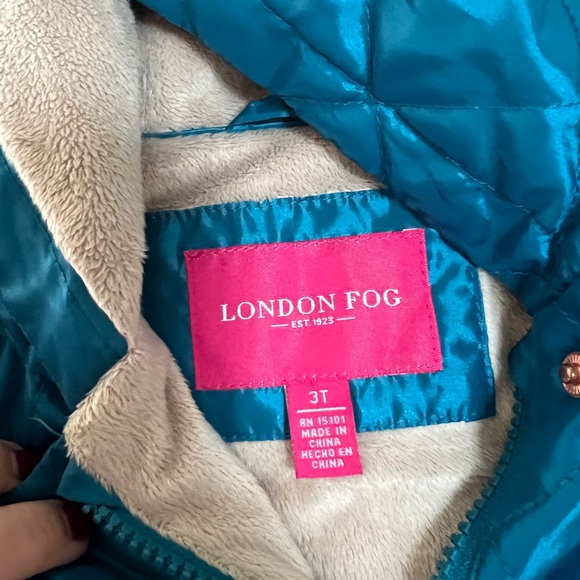 LONDON FOG
EST. 1923
3T
RN 15101
MADE IN
CHINA
HECHO EN
CHINA